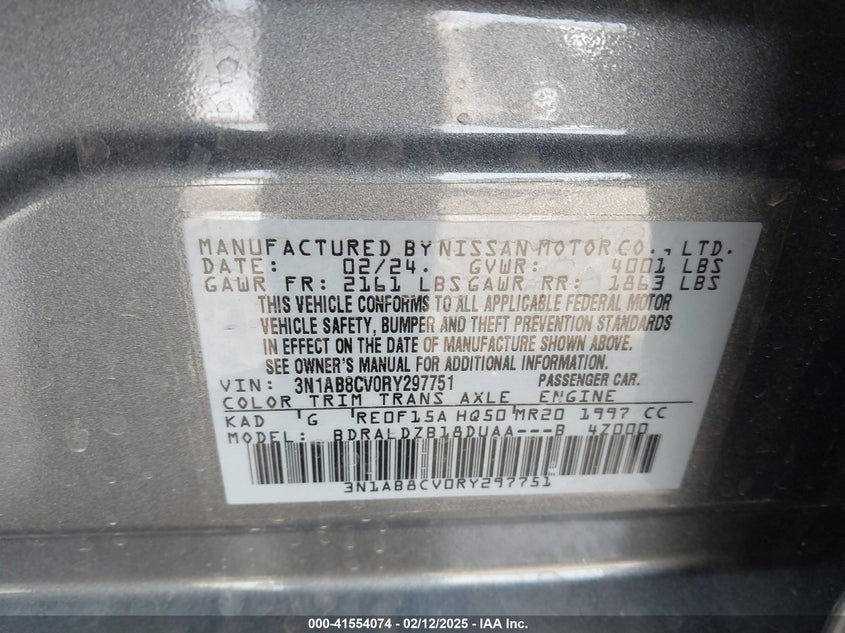 MANUFACTURED BY NISSAN MOTOR CO., LTD.
DATE: 02/24. GVWR: 4001 LBS
GAWR FR: 2161 LBS GAWR RR: 1863 LBS
THIS VEHICLE CONFORMS TO ALL APPLICABLE FEDERAL MOTOR
VEHICLE SAFETY, BUMPER AND THEFT PREVENTION STANDARDS
IN EFFECT ON THE DATE OF MANUFACTURE SHOWN ABOVE.
SEE OWNER'S MANUAL FOR ADDITIONAL INFORMATION.
VIN: 3N1AB8CV0RY297751 PASSENGER CAR.
COLOR TRIM TRANS AXLE ENGINE
KAD G RE0F15A HQ50 MR20 1997 CC
MODEL: BDRALDZB18DUAA---B 4Z000
3N1AB8CV0RY297751
000-41554074 / 02/12/2025 - IAA Inc.